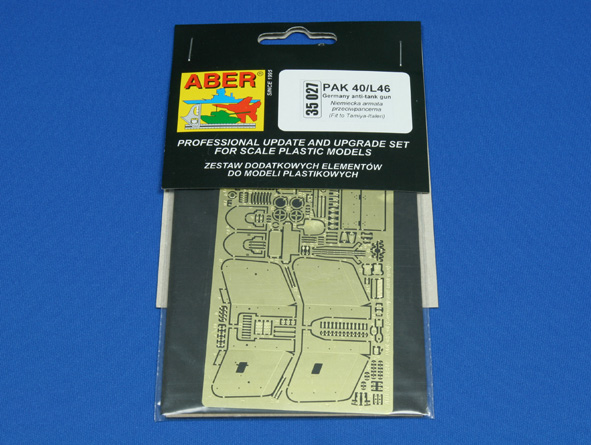 ABER®
SINCE 1995
35 027
PAK 40/L46
Germany anti-tank gun
Niemiecka armata
przeciwpancerna
(Fit to Tamiya-Italeri)
PROFESSIONAL UPDATE AND UPGRADE SET
FOR SCALE PLASTIC MODELS
ZESTAW DODATKOWYCH ELEMENTÓW
DO MODELI PLASTIKOWYCH